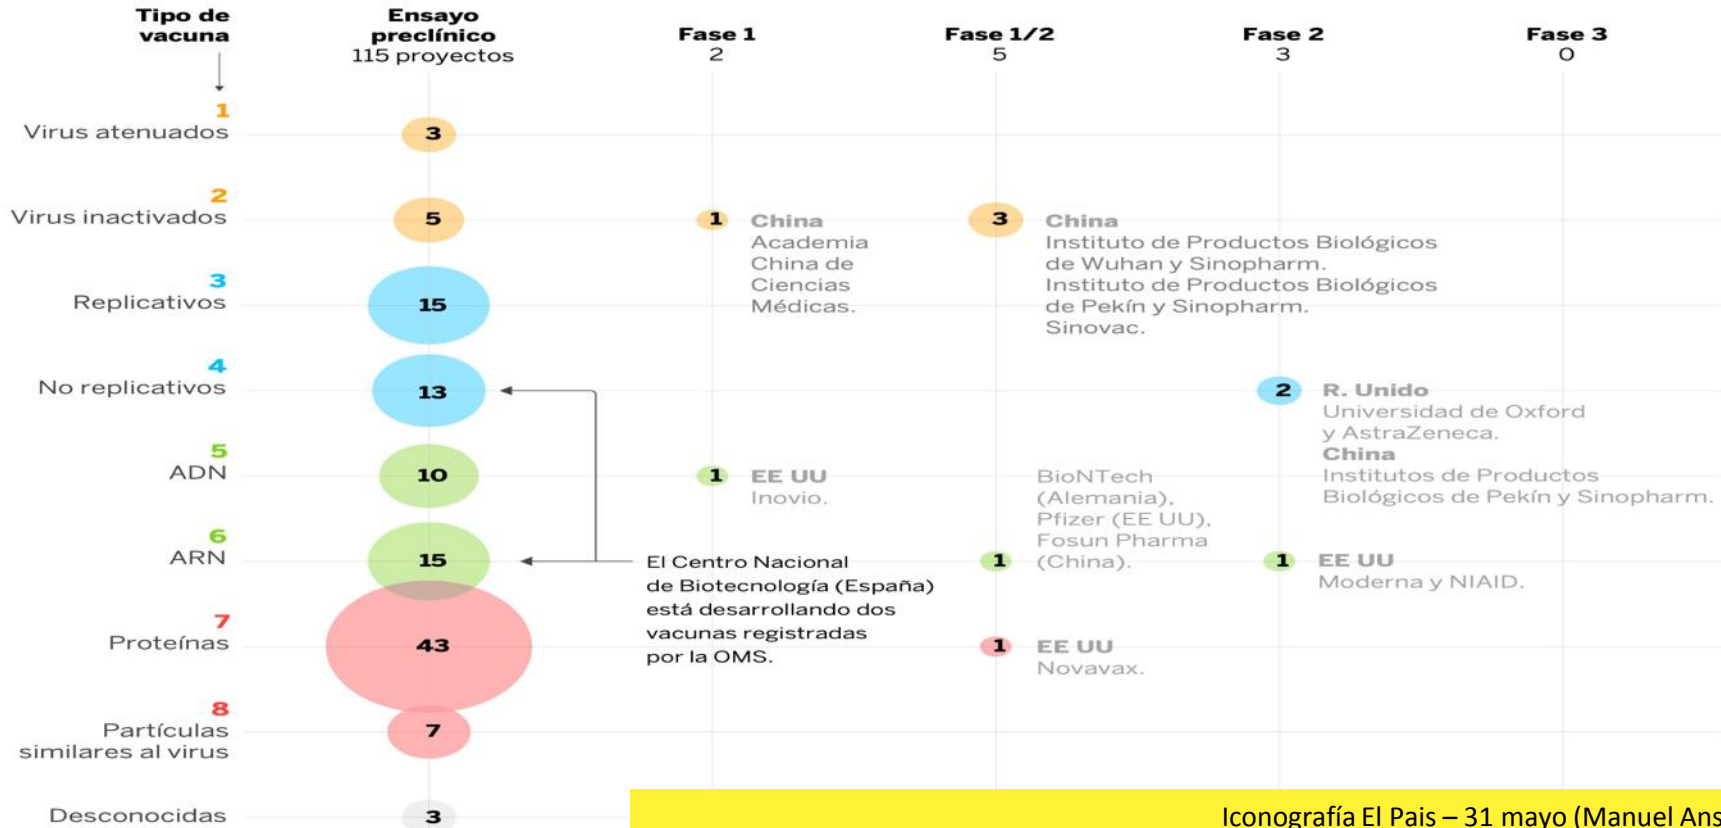 Tipo de
vacuna
Ensayo
preclínico
115 proyectos
Fase 1
2
Fase 1/2
5
Fase 2
3
Fase 3
0
1
Virus atenuados
3
2
Virus inactivados
5
1
China
Academia
China de
Ciencias
Médicas.
3
China
Instituto de Productos Biológicos
de Wuhan y Sinopharm.
Instituto de Productos Biológicos
de Pekín y Sinopharm.
Sinovac.
3
Replicativos
15
4
No replicativos
13
2
R. Unido
Universidad de Oxford
y AstraZeneca.
China
Institutos de Productos
Biológicos de Pekín y Sinopharm.
5
ADN
10
1
EE UU
Inovio.
6
ARN
15
El Centro Nacional
de Biotecnología (España)
está desarrollando dos
vacunas registradas
por la OMS.
1
BioNTech
(Alemania),
Pfizer (EE UU),
Fosun Pharma
(China).
1
EE UU
Moderna y NIAID.
7
Proteínas
43
1
EE UU
Novavax.
8
Partículas
similares al virus
7
Desconocidas
3
Iconografía El Pais – 31 mayo (Manuel Ans